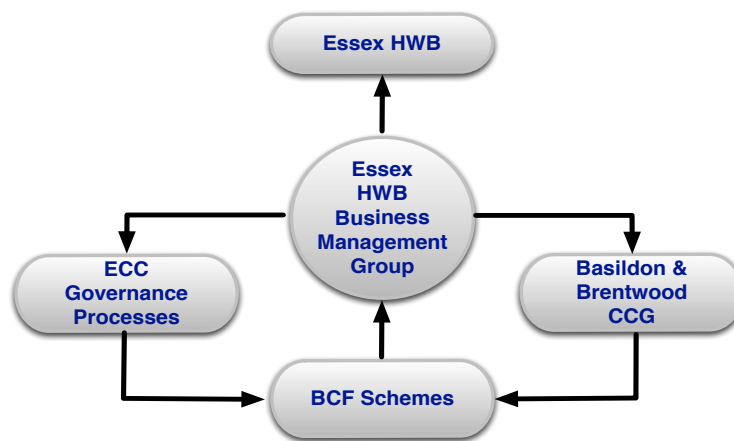 Essex HWB
Essex
HWB
Business
Management
Group
ECC
Governance
Processes
Basildon &
Brentwood
CCG
BCF Schemes